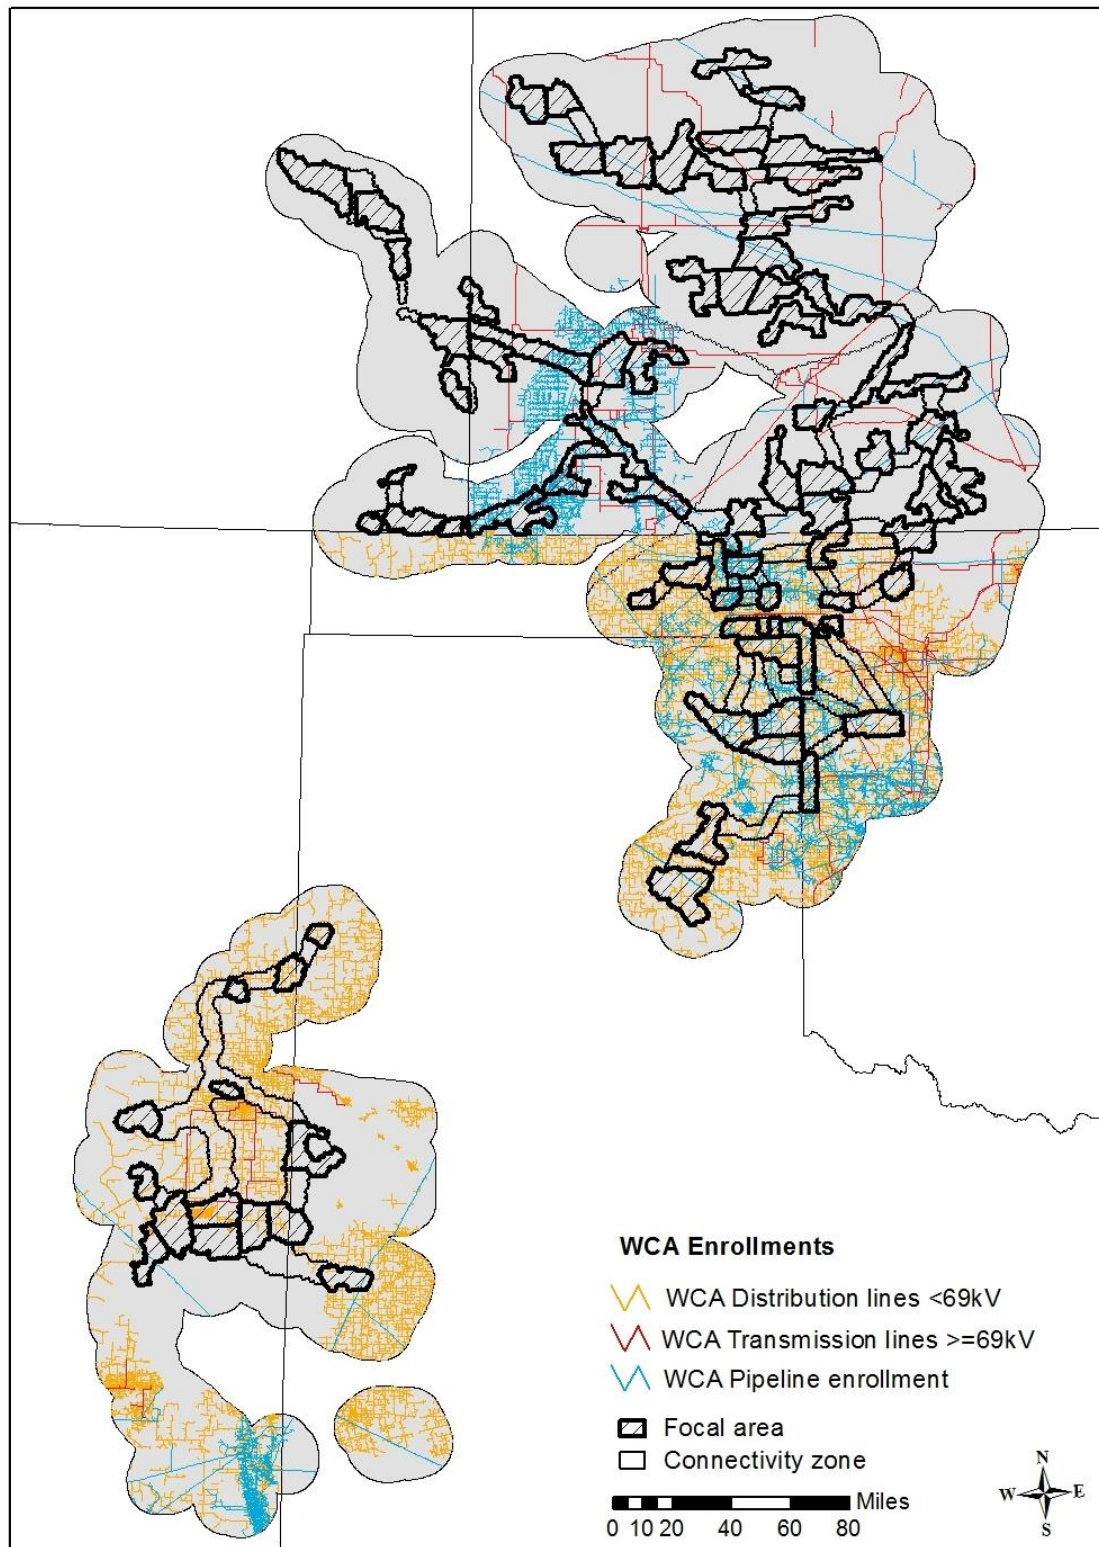 WCA Enrollments
WCA Distribution lines <69kV
WCA Transmission lines >=69kV
WCA Pipeline enrollment
Focal area
Connectivity zone
Miles
0 10 20 40 60 80
N
W E
S